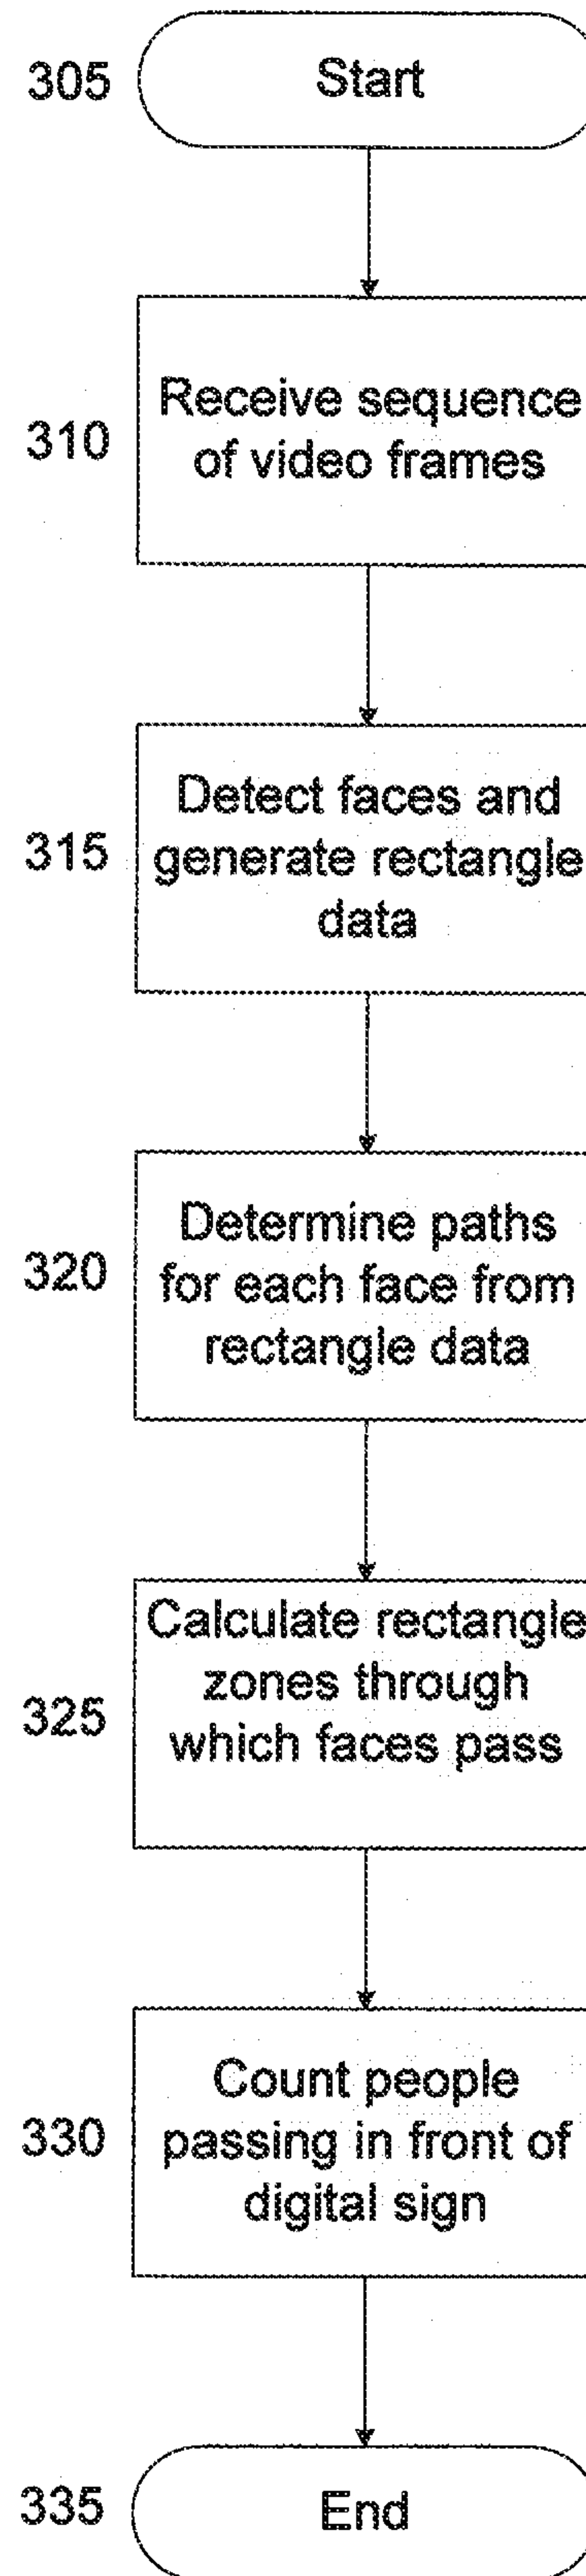 305
Start
310
Receive sequence
of video frames
315
Detect faces and
generate rectangle
data
320
Determine paths
for each face from
rectangle data
325
Calculate rectangle
zones through
which faces pass
330
Count people
passing in front of
digital sign
335
End